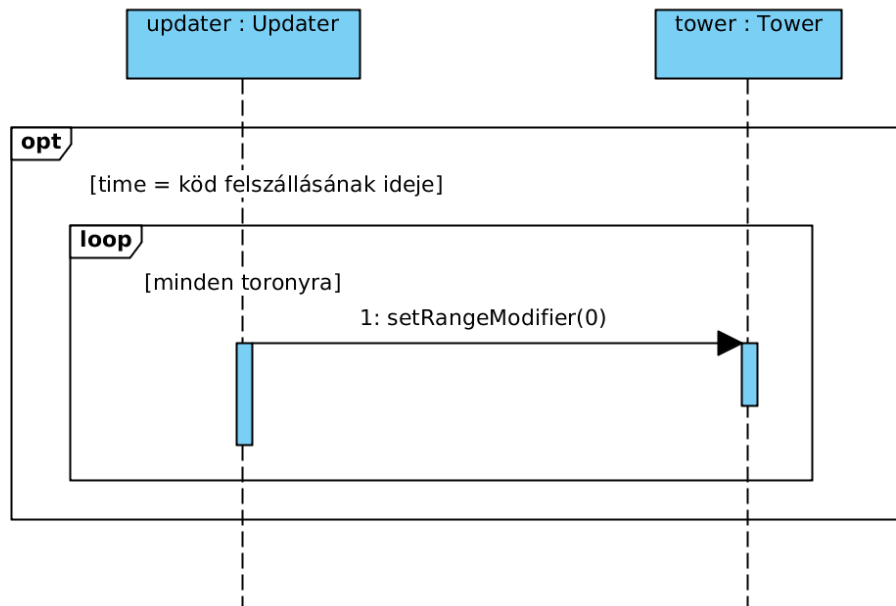 updater : Updater
tower : Tower
opt
[time = köd felszállásának ideje]
loop
[minden toronyra]
1: setRangeModifier(0)